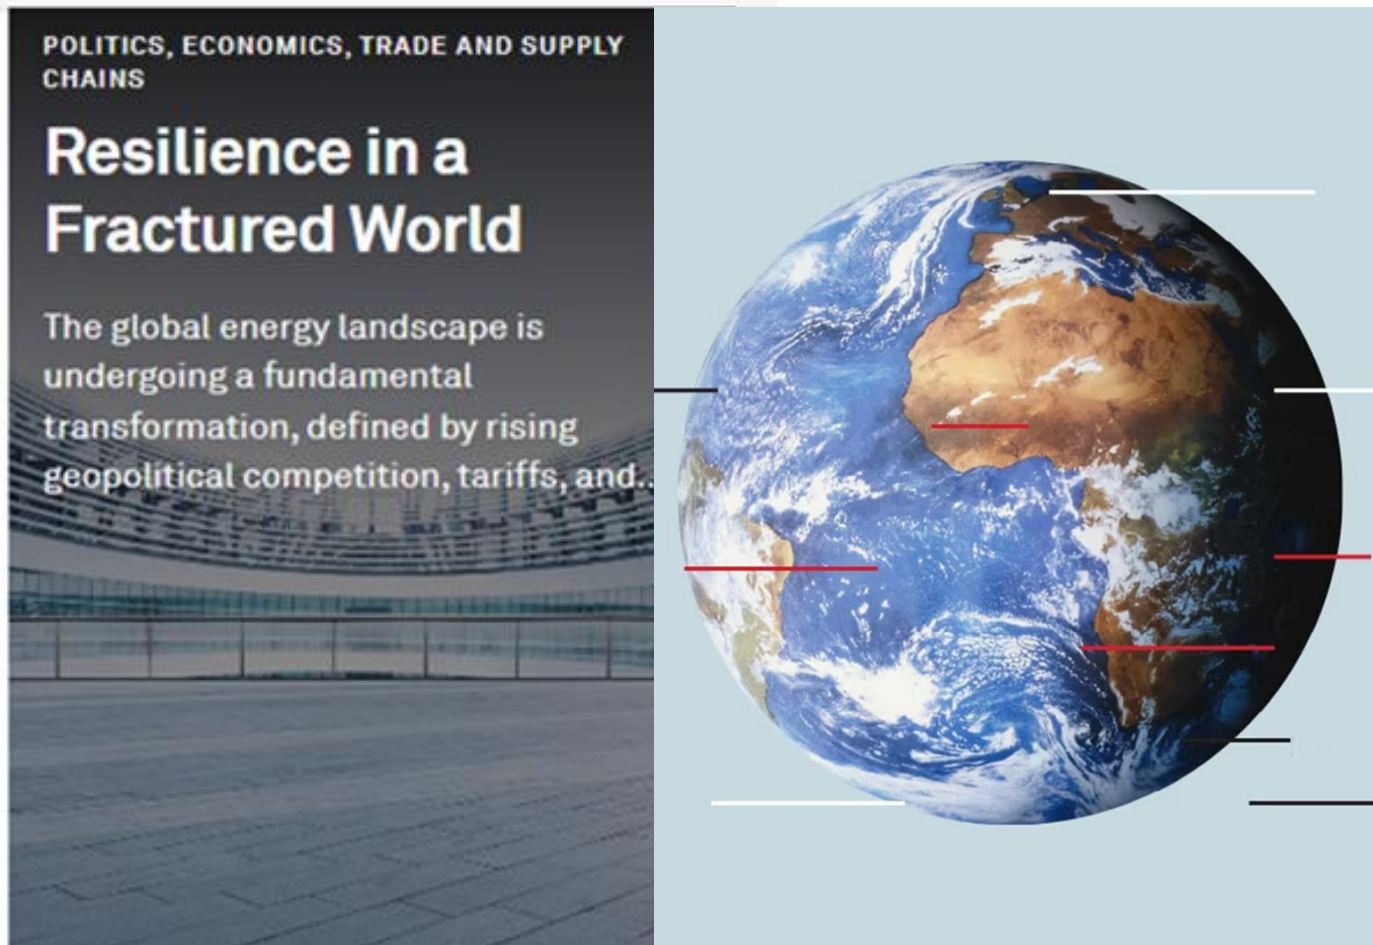 POLITICS, ECONOMICS, TRADE AND SUPPLY
CHAINS
Resilience in a
Fractured World
The global energy landscape is
undergoing a fundamental
transformation, defined by rising
geopolitical competition, tariffs, and..